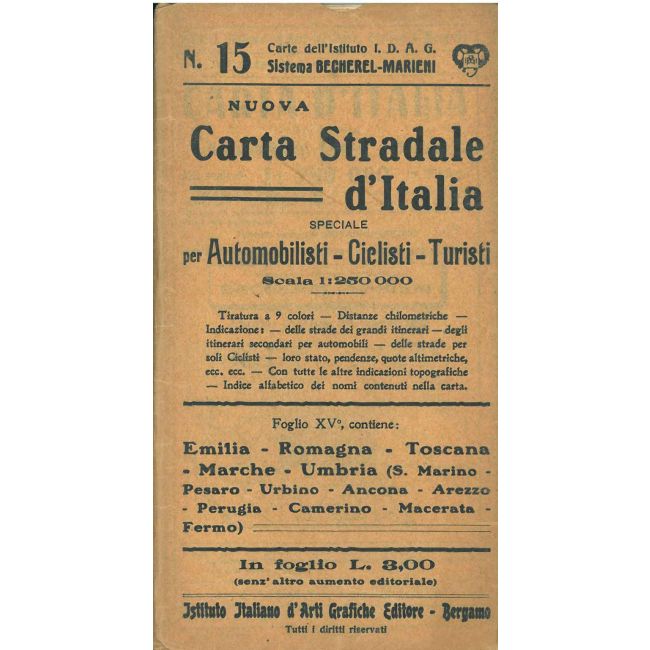 N. 15 Carte dell'Istituto I. D. A. G.
Sistema BECHEREL-MARIENI
NUOVA
Carta Stradale
d'Italia
SPECIALE
per Automobilisti - Ciclisti - Turisti
Scala 1:250 000
Tiratura a 9 colori — Distanze chilometriche —
Indicazione: — delle strade dei grandi itinerari — degli
itinerari secondari per automobili — delle strade per
soli Ciclisti — loro stato, pendenze, quote altimetriche,
ecc. ecc. — Con tutte le altre indicazioni topografiche
— Indice alfabetico dei nomi contenuti nella carta.
Foglio XV°, contiene:
Emilia - Romagna - Toscana
- Marche - Umbria (S. Marino -
Pesaro - Urbino - Ancona - Arezzo
- Perugia - Camerino - Macerata -
Fermo)
In foglio L. 3,00
(senz'altro aumento editoriale)
Istituto Italiano d'Arti Grafiche Editore - Bergamo
Tutti i diritti riservati